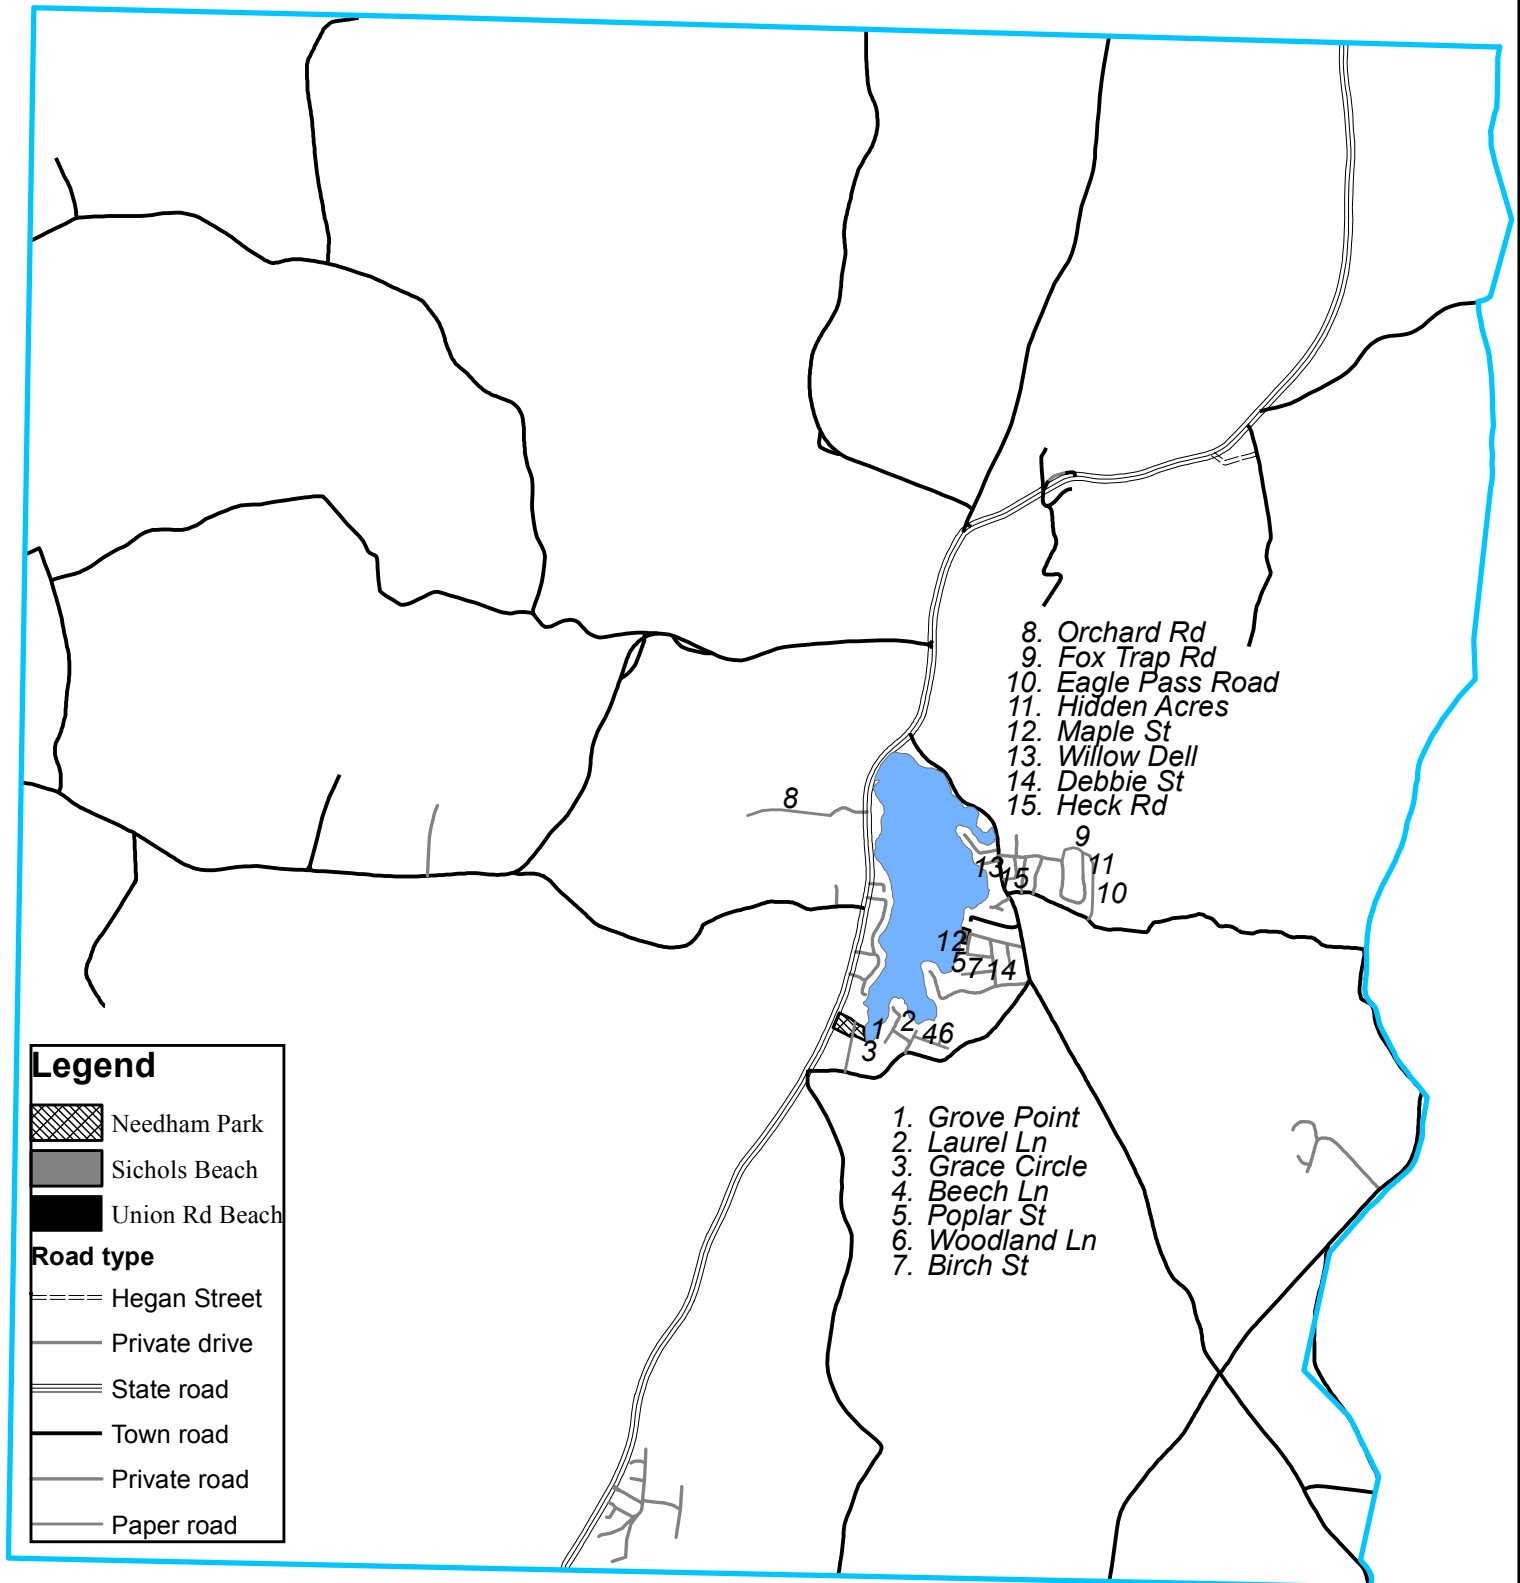 8. Orchard Rd
9. Fox Trap Rd
10. Eagle Pass Road
11. Hidden Acres
12. Maple St
13. Willow Dell
14. Debbie St
15. Heck Rd
8
9
11
13
15
10
12
5
7
14
1
2
4
6
3
Legend
Needham Park
Sichols Beach
Union Rd Beach
Road type
Hegan Street
Private drive
State road
Town road
Private road
Paper road
1. Grove Point
2. Laurel Ln
3. Grace Circle
4. Beech Ln
5. Poplar St
6. Woodland Ln
7. Birch St